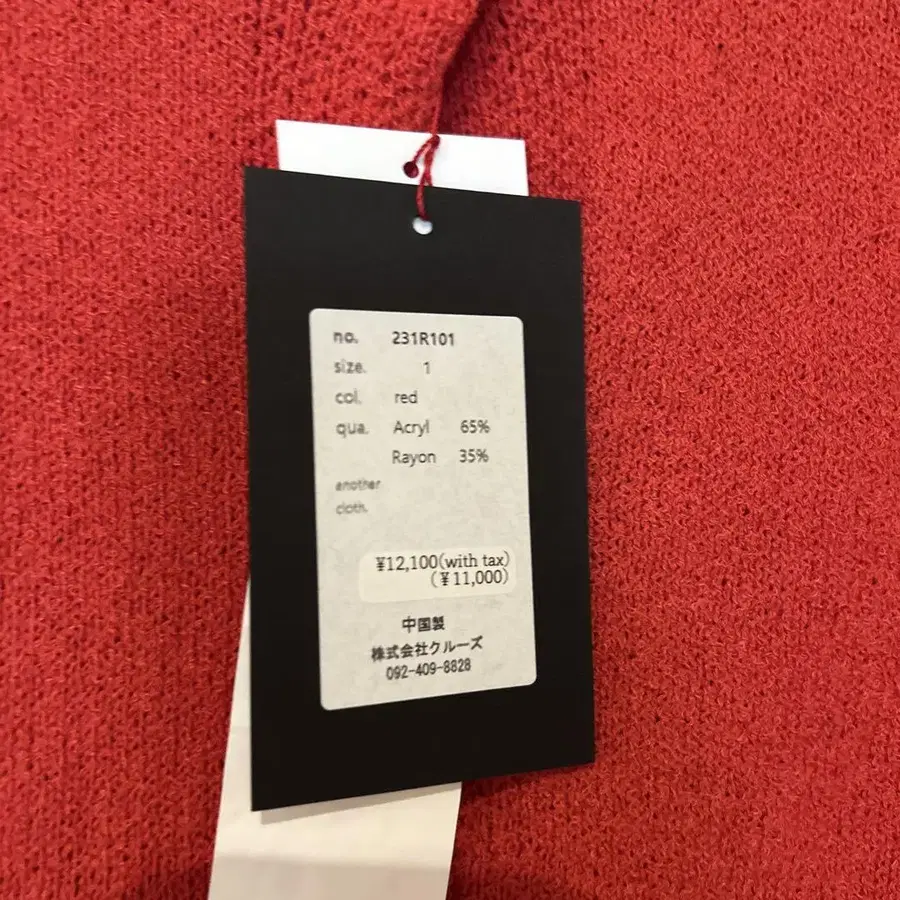 no. 231R101
size. 1
col. red
qua. Acryl 65%
Rayon 35%
another
cloth.
¥12,100(with tax)
(¥11,000)
中国製
株式会社クルーズ
092-409-8828